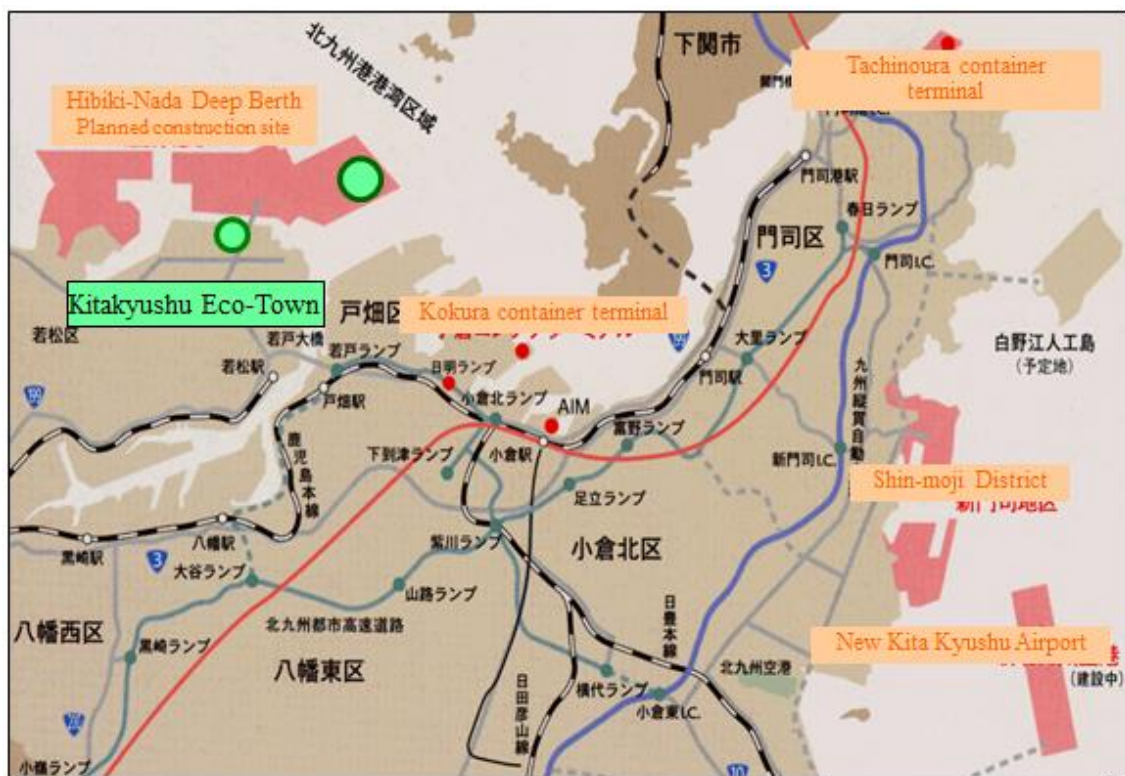 下関市
北九州港港湾区域
Tachinoura container
terminal
Hibiki-Nada Deep Berth
Planned construction site
門司港駅
春日ランプ
門司区
門司I.C.
3
Kitakyushu Eco-Town
戸畑区
Kokura container terminal
若松区
若戸大橋
若戸ランプ
大里ランプ
白野江人工島
(予定地)
若松駅
日明ランプ
門司駅
199
戸畑駅
小倉北ランプ
AIM
九州縦貫自動
鹿児島本線
下到津ランプ
小倉駅
富野ランプ
新門司I.C.
Shin-moji District
新門司地区
足立ランプ
黒崎駅
八幡駅
紫川ランプ
小倉北区
3
大谷ランプ
山路ランプ
八幡西区
黒崎ランプ
北九州都市高速道路
日豊本線
New Kita Kyushu Airport
八幡東区
北九州空港
(建設中)
日田彦山線
横代ランプ
小倉東I.C.
小嶺ランプ
10